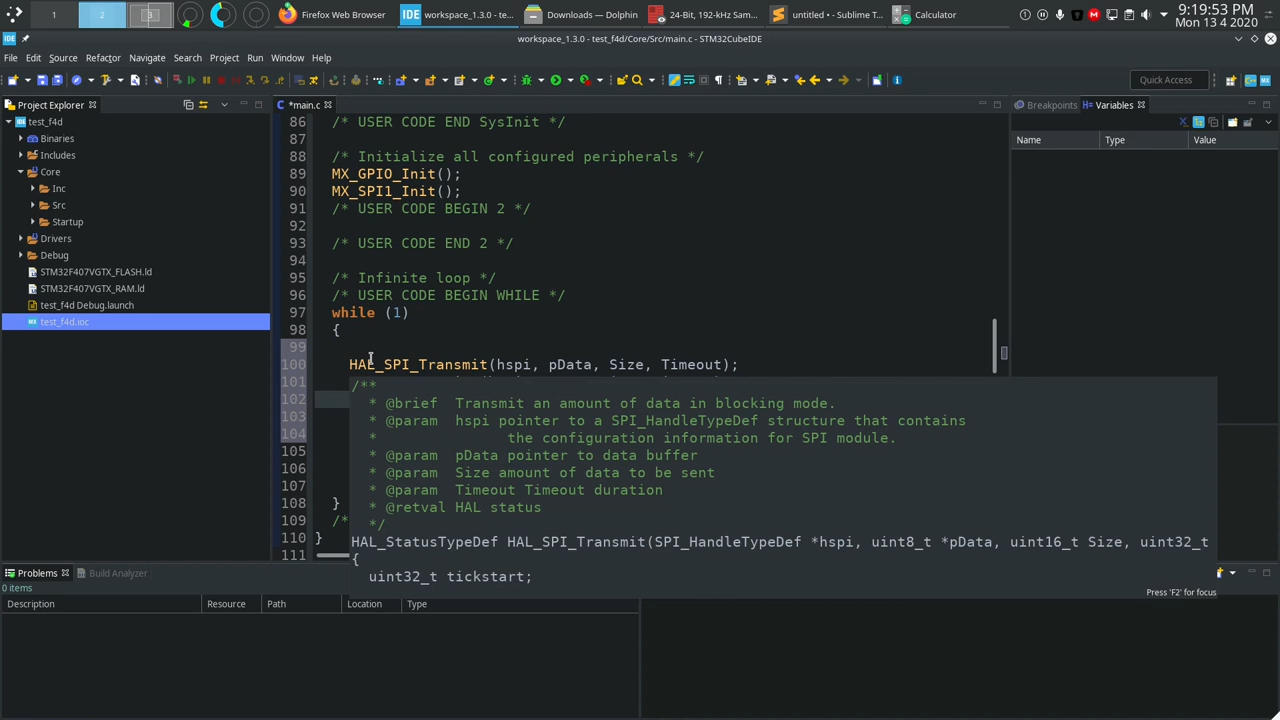 1
2
3
Firefox Web Browser
IDE workspace_1.3.0 - te...
Downloads — Dolphin
24-Bit, 192-kHz Sam...
untitled • - Sublime T...
Calculator
9:19:53 PM
Mon 13 4 2020
IDE
workspace_1.3.0 - test_f4d/Core/Src/main.c - STM32CubeIDE
File Edit Source Refactor Navigate Search Project Run Window Help
Quick Access
Project Explorer
*main.c
Breakpoints
Variables
test_f4d
Binaries
Includes
Core
Inc
Src
Startup
Drivers
Debug
STM32F407VGTX_FLASH.ld
STM32F407VGTX_RAM.ld
test_f4d Debug.launch
test_f4d.ioc
86 /* USER CODE END SysInit */
87
88 /* Initialize all configured peripherals */
89 MX_GPIO_Init();
90 MX_SPI1_Init();
91 /* USER CODE BEGIN 2 */
92
93 /* USER CODE END 2 */
94
95 /* Infinite loop */
96 /* USER CODE BEGIN WHILE */
97 while (1)
98 {
99
100 HAL_SPI_Transmit(hspi, pData, Size, Timeout);
101
102
103
104
105
106
107
108 }
109 /*
110 }
111
/**
* @brief Transmit an amount of data in blocking mode.
* @param hspi pointer to a SPI_HandleTypeDef structure that contains
* the configuration information for SPI module.
* @param pData pointer to data buffer
* @param Size amount of data to be sent
* @param Timeout Timeout duration
* @retval HAL status
*/
HAL_StatusTypeDef HAL_SPI_Transmit(SPI_HandleTypeDef *hspi, uint8_t *pData, uint16_t Size, uint32_t
{
uint32_t tickstart;
Press 'F2' for focus
Name Type Value
Problems
Build Analyzer
0 items
Description Resource Path Location Type